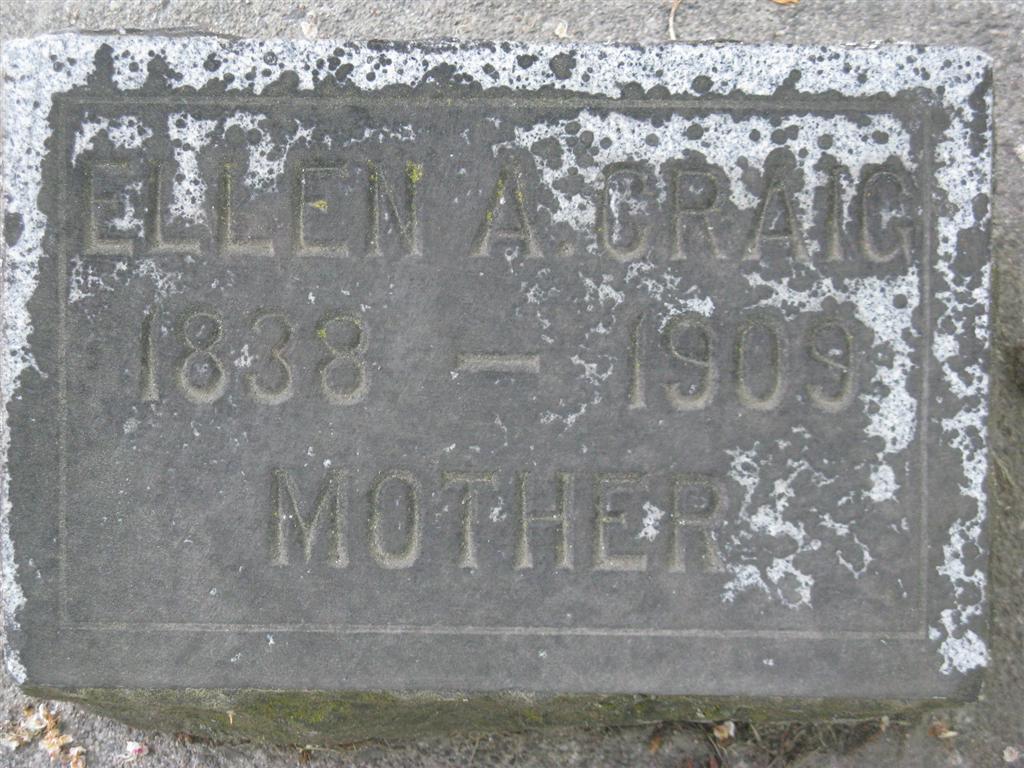 ELLEN A. CRAIG
1838 — 1909
MOTHER